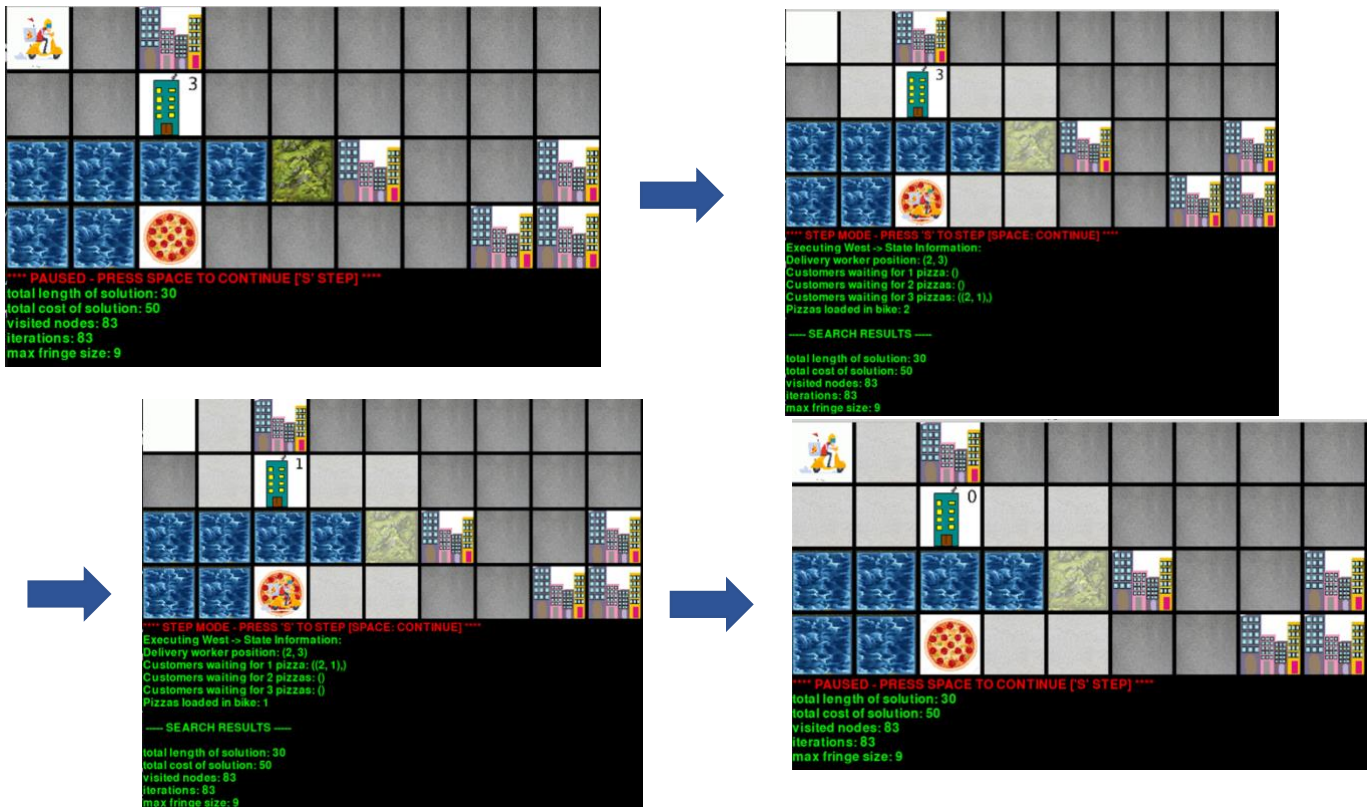 3
**** PAUSED - PRESS SPACE TO CONTINUE ['S' STEP] ****
total length of solution: 30
total cost of solution: 50
visited nodes: 83
iterations: 83
max fringe size: 9
3
**** STEP MODE - PRESS 'S' TO STEP [SPACE: CONTINUE] ****
Executing West -> State Information:
Delivery worker position: (2, 3)
Customers waiting for 1 pizza: ()
Customers waiting for 2 pizzas: ()
Customers waiting for 3 pizzas: ((2, 1),)
Pizzas loaded in bike: 2
----- SEARCH RESULTS -----
total length of solution: 30
total cost of solution: 50
visited nodes: 83
iterations: 83
max fringe size: 9
1
**** STEP MODE - PRESS 'S' TO STEP [SPACE: CONTINUE] ****
Executing West -> State Information:
Delivery worker position: (2, 3)
Customers waiting for 1 pizza: ((2, 1),)
Customers waiting for 2 pizzas: ()
Customers waiting for 3 pizzas: ()
Pizzas loaded in bike: 1
----- SEARCH RESULTS -----
total length of solution: 30
total cost of solution: 50
visited nodes: 83
iterations: 83
max fringe size: 9
0
**** PAUSED - PRESS SPACE TO CONTINUE ['S' STEP] ****
total length of solution: 30
total cost of solution: 50
visited nodes: 83
iterations: 83
max fringe size: 9